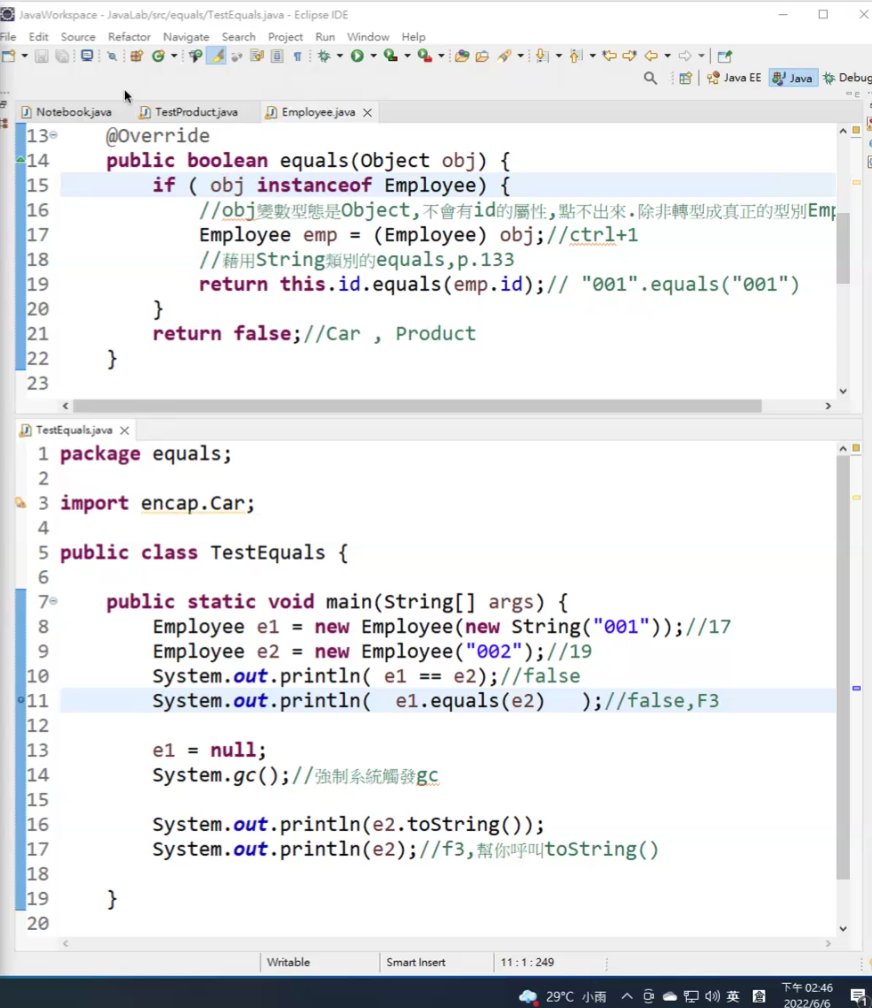 JavaWorkspace - JavaLab/src/equals/TestEquals.java - Eclipse IDE
File Edit Source Refactor Navigate Search Project Run Window Help
Java EE Java Debug
Notebook.java TestProduct.java Employee.java
13 @Override
14 public boolean equals(Object obj) {
15 if ( obj instanceof Employee) {
16 //obj變數型態是Object,不會有id的屬性,點不出來.除非轉型成真正的型別Emp
17 Employee emp = (Employee) obj;//ctrl+1
18 //藉用String類別的equals,p.133
19 return this.id.equals(emp.id);// "001".equals("001")
20 }
21 return false;//Car , Product
22 }
23
TestEquals.java
1 package equals;
2
3 import encap.Car;
4
5 public class TestEquals {
6
7 public static void main(String[] args) {
8 Employee e1 = new Employee(new String("001"));//17
9 Employee e2 = new Employee("002");//19
10 System.out.println( e1 == e2);//false
11 System.out.println( e1.equals(e2) );//false,F3
12
13 e1 = null;
14 System.gc();//強制系統觸發gc
15
16 System.out.println(e2.toString());
17 System.out.println(e2);//f3,幫你呼叫toString()
18
19 }
20
Writable Smart Insert 11 : 1 : 249
29°C 小雨 英 下午 02:46
2022/6/6 1